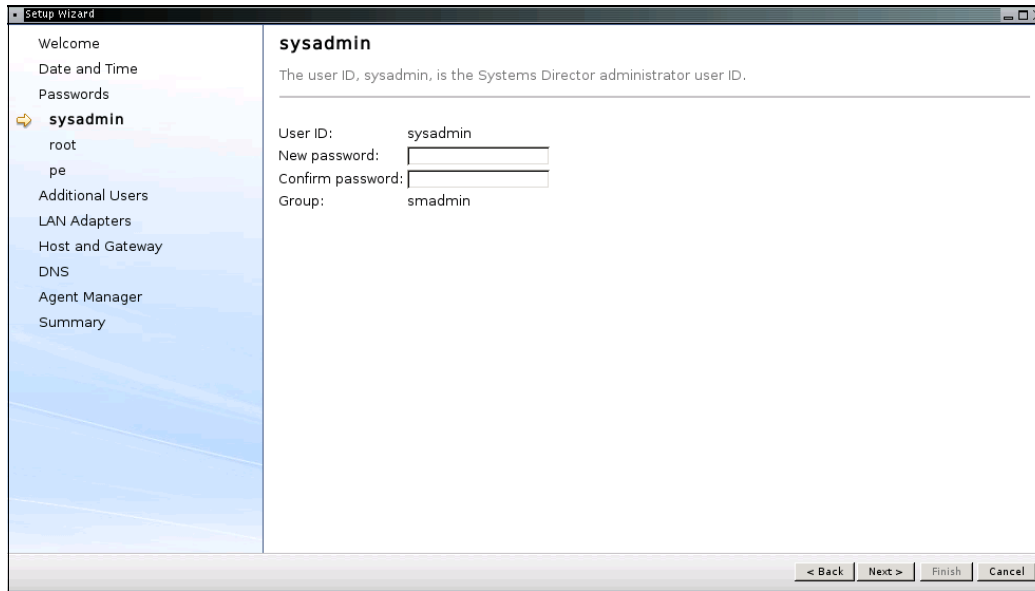 Setup Wizard
Welcome
Date and Time
Passwords
sysadmin
root
pe
Additional Users
LAN Adapters
Host and Gateway
DNS
Agent Manager
Summary
sysadmin
The user ID, sysadmin, is the Systems Director administrator user ID.
User ID: sysadmin
New password:
Confirm password:
Group: smadmin
< Back Next > Finish Cancel